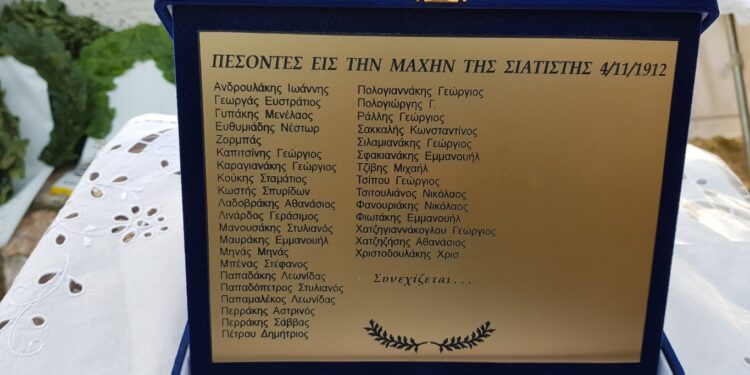 ΠΕΣΟΝΤΕΣ ΕΙΣ ΤΗΝ ΜΑΧΗΝ ΤΗΣ ΣΙΑΤΙΣΤΗΣ 4/11/1912
Ανδρουλάκης Ιωάννης
Γεωργάς Ευστράτιος
Γυπάκης Μενέλαος
Ευθυμιάδης Νέστωρ
Ζορμπάς
Καπιτσίνης Γεώργιος
Καραγιανάκης Γεώργιος
Κούκης Σταμάτιος
Κωστής Σπυρίδων
Λαδοβράκης Αθανάσιος
Λινάρδος Γεράσιμος
Μανουσάκης Στυλιανός
Μαυράκης Εμμανουήλ
Μηνάς Μηνάς
Μπένας Στέφανος
Παπαδάκης Λεωνίδας
Παπαδόπετρος Στυλιανός
Παπαμαλέκος Λεωνίδας
Περράκης Αστρινός
Περράκης Σάββας
Πέτρου Δημήτριος
Πολογιαννάκης Γεώργιος
Πολογιώργης Γ.
Ράλλης Γεώργιος
Σακκαλής Κωνσταντίνος
Σιλαμιανάκης Γεώργιος
Σφακιανάκης Εμμανουήλ
Τζίβης Μιχαήλ
Τσίπου Γεώργιος
Τσιτουλιάνος Νικόλαος
Φανουριάκης Νικόλαος
Φιωτάκης Εμμανουήλ
Χατζηγιαννάκογλου Γεώργιος
Χατζηζήσης Αθανάσιος
Χριστοδουλάκης Χρισ.
Συνεχίζεται...